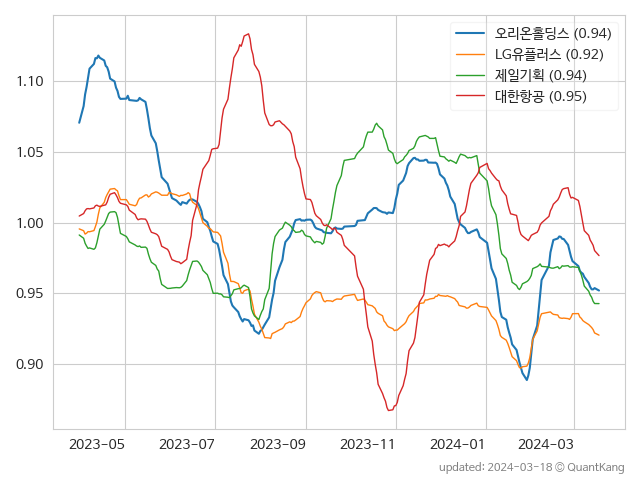 오리온홀딩스 (0.94)
LG유플러스 (0.92)
제일기획 (0.94)
대한항공 (0.95)
1.10
1.05
1.00
0.95
0.90
2023-05 2023-07 2023-09 2023-11 2024-01 2024-03
updated: 2024-03-18 © QuantKang